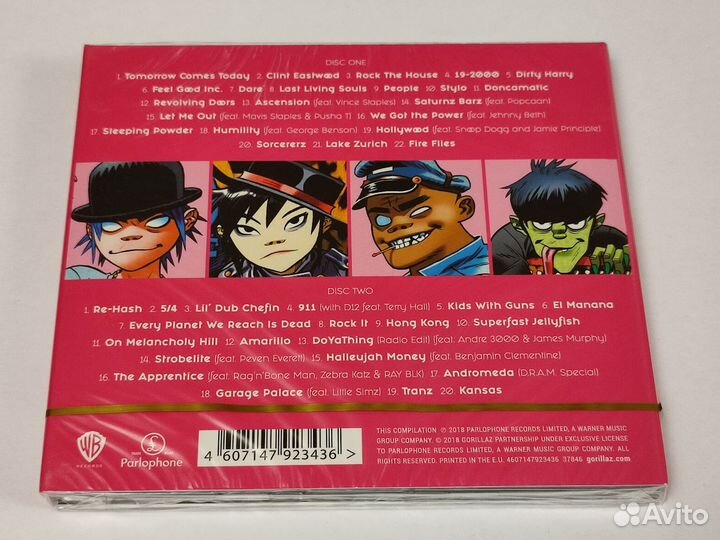 DISC ONE
1. Tomorrow Comes Today 2. Clint Eastwood 3. Rock The House 4. 19-2000 5. Dirty Harry
6. Feel Good Inc. 7. Dare 8. Last Living Souls 9. People 10. Stylo 11. Doncamatic
12. Revolving Doors 13. Ascension (feat. Vince Staples) 14. Saturnz Barz (feat. Popcaan)
15. Let Me Out (feat. Mavis Staples & Pusha T) 16. We Got the Power (feat. Jehnny Beth)
17. Sleeping Powder 18. Humility (feat. George Benson) 19. Hollywood (feat. Snoop Dogg and Jamie Principle)
20. Sorcererz 21. Lake Zurich 22. Fire Flies
DISC TWO
1. Re-Hash 2. 5/4 3. Lil' Dub Chefin 4. 911 (with D12 feat. Terry Hall) 5. Kids With Guns 6. El Manana
7. Every Planet We Reach Is Dead 8. Rock It 9. Hong Kong 10. Superfast Jellyfish
11. On Melancholy Hill 12. Amarillo 13. DoYaThing (Radio Edit) (feat. Andre 3000 & James Murphy)
14. Strobelite (feat. Peven Everett) 15. Halleujah Money (feat. Benjamin Clementine)
16. The Apprentice (feat. Rag'n'Bone Man, Zebra Katz & RAY BLK) 17. Andromeda (D.R.A.M. Special)
18. Garage Palace (feat. Little Simz) 19. Tranz 20. Kansas
WB
RECORDS
TRADE MARK
£
Parlophone
4 607147 923436 >
THIS COMPILATION ℗ 2018 PARLOPHONE RECORDS LIMITED, A WARNER MUSIC
GROUP COMPANY. © 2018 GORILLAZ PARTNERSHIP UNDER EXCLUSIVE LICENSE
TO PARLOPHONE RECORDS LIMITED, A WARNER MUSIC GROUP COMPANY. ALL
RIGHTS RESERVED. PRINTED IN THE E.U. 4607147923436 37846 gorillaz.com
Avito